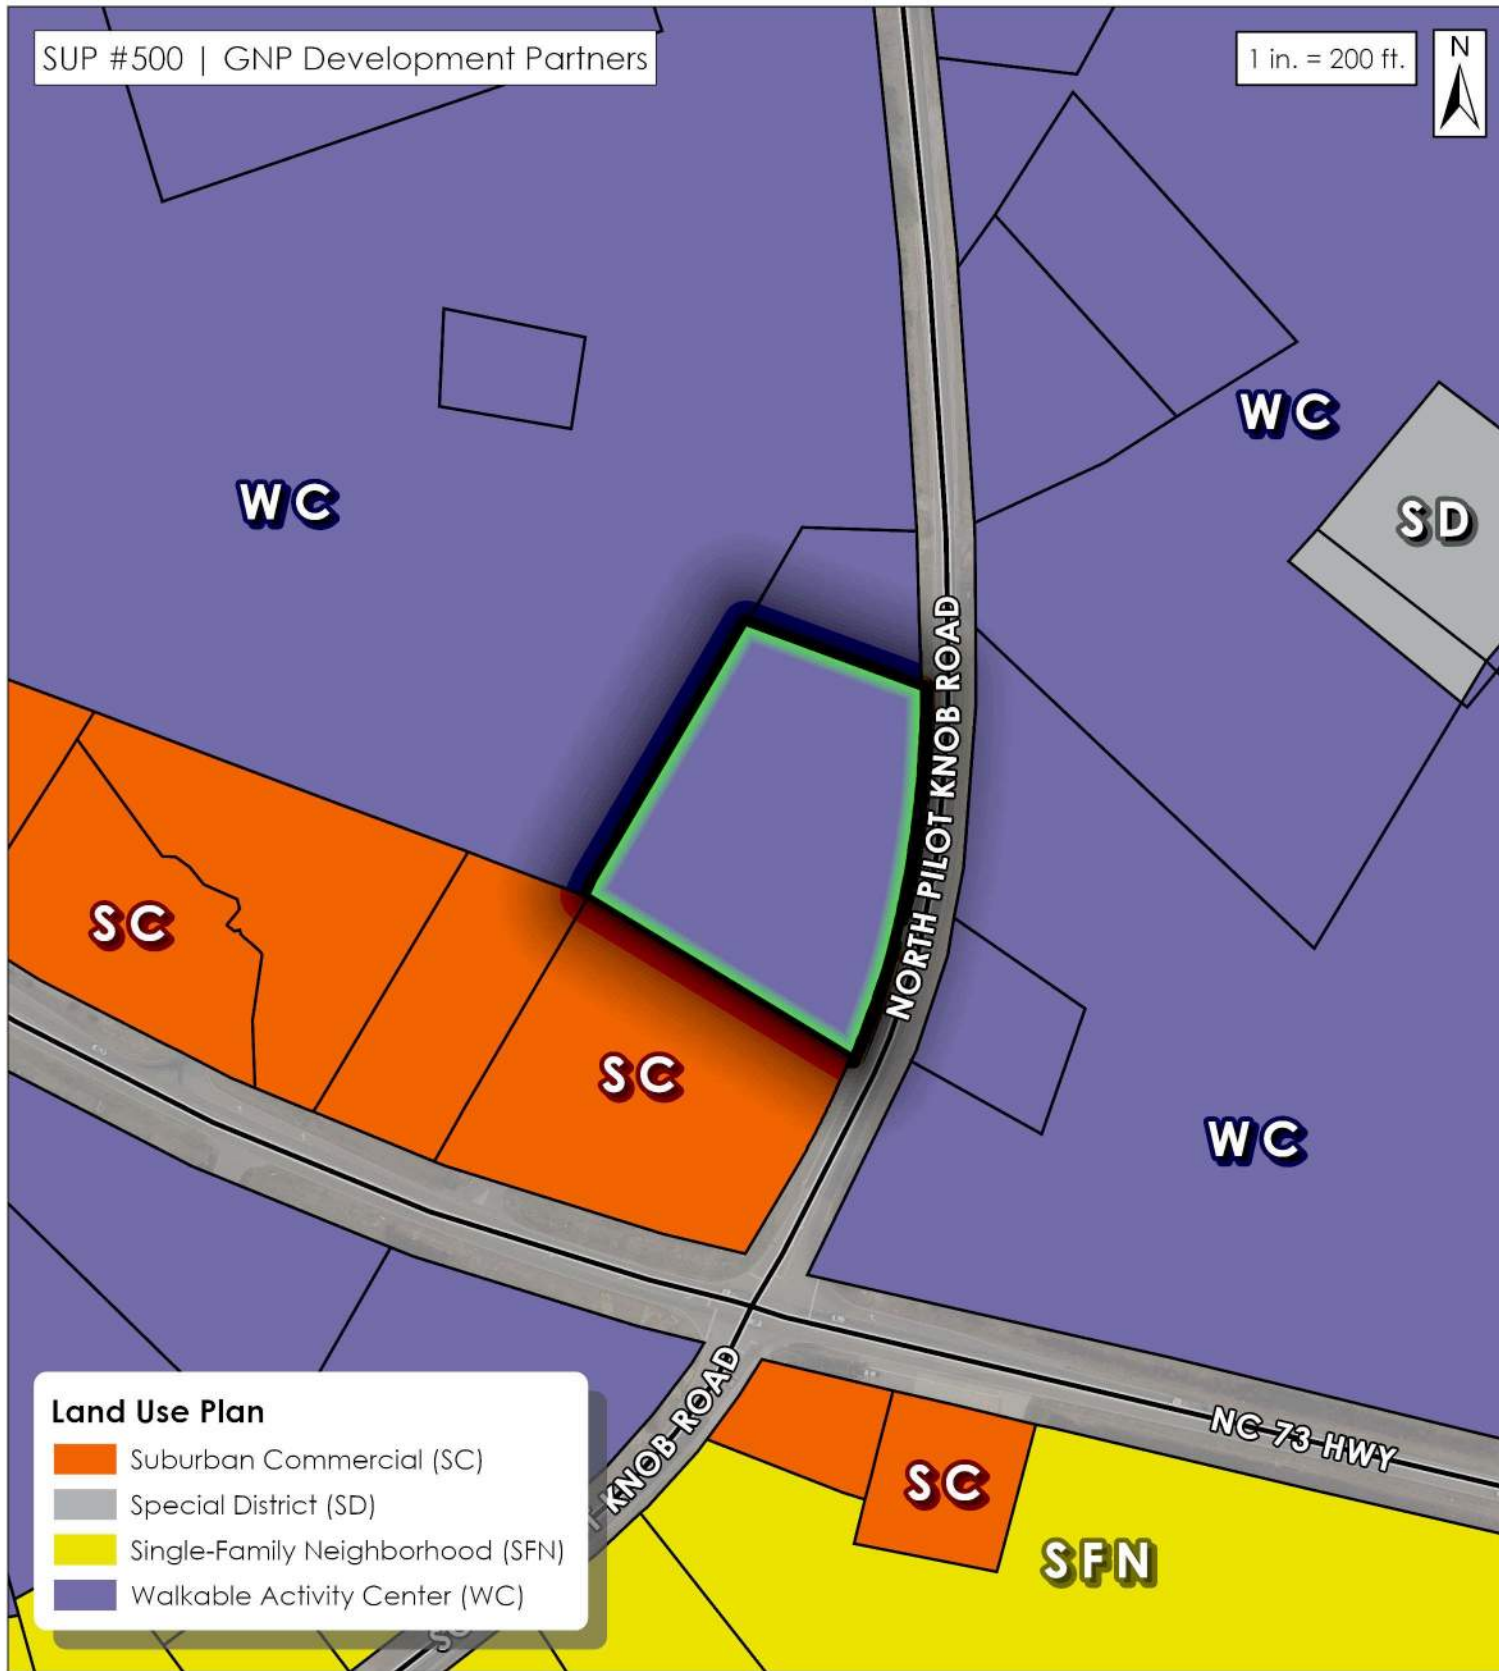 SUP #500 | GNP Development Partners
1 in. = 200 ft.
N
WC
WC
SD
NORTH PILOT KNOB ROAD
SC
SC
WC
KNOB ROAD
NC 73 HWY
SC
SFN
Land Use Plan
Suburban Commercial (SC)
Special District (SD)
Single-Family Neighborhood (SFN)
Walkable Activity Center (WC)